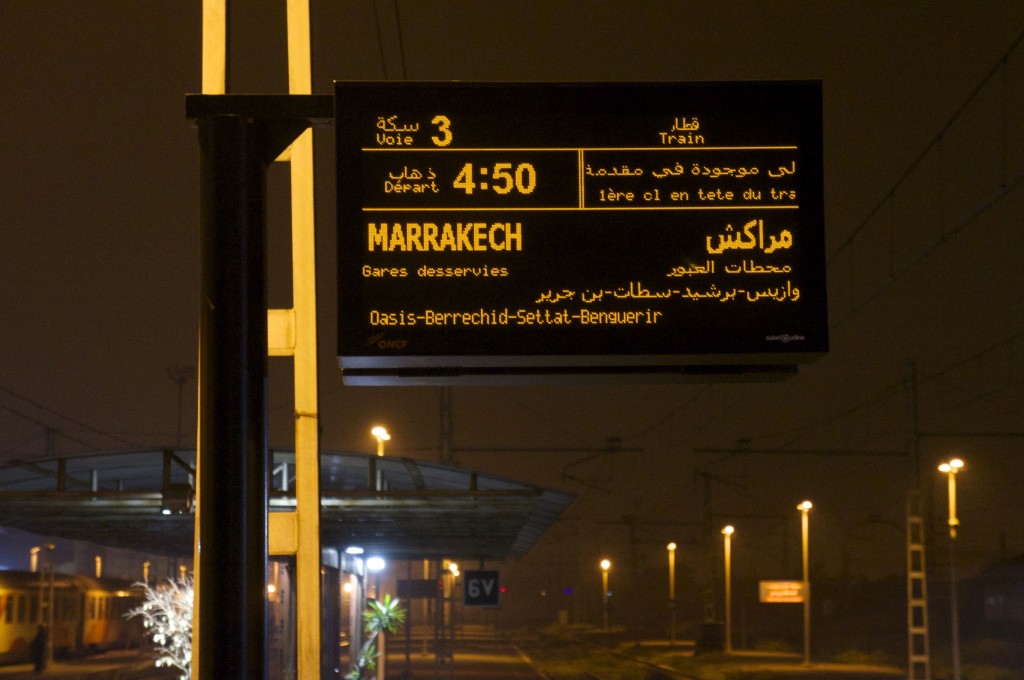 سكة
Voie 3
قطار
Train
ذهاب
Départ 4:50
لى موجودة في مقدمة
1ère cl en tete du tra
MARRAKECH
مراكش
Gares desservies
محطات العبور
وازيس-برشيد-سطات-بن جرير
Oasis-Berrechid-Settat-Benguerir
ONCF
6V